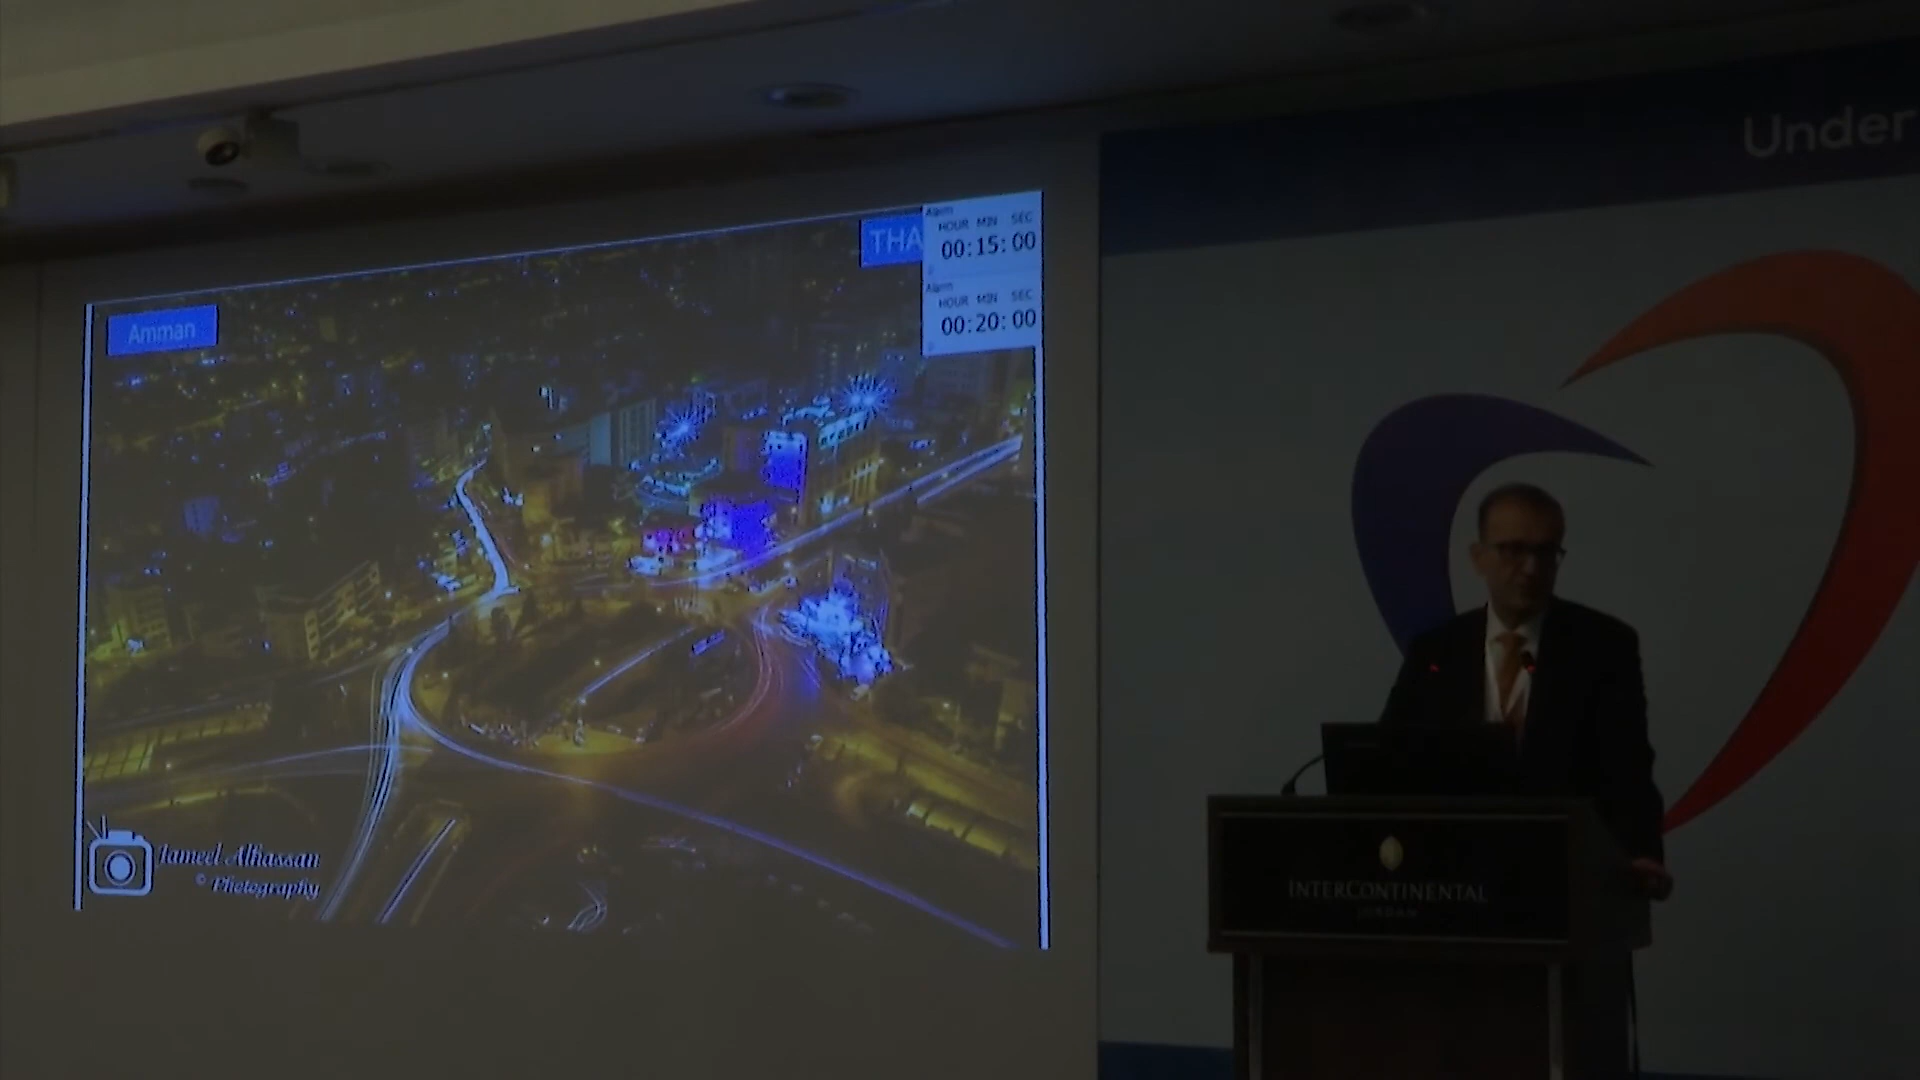 Under
THA
Alarm
HOUR MIN SEC
00:15:00
Alarm
HOUR MIN SEC
00:20:00
Amman
Jameel Alhassan
© Photography
INTERCONTINENTAL
JORDAN